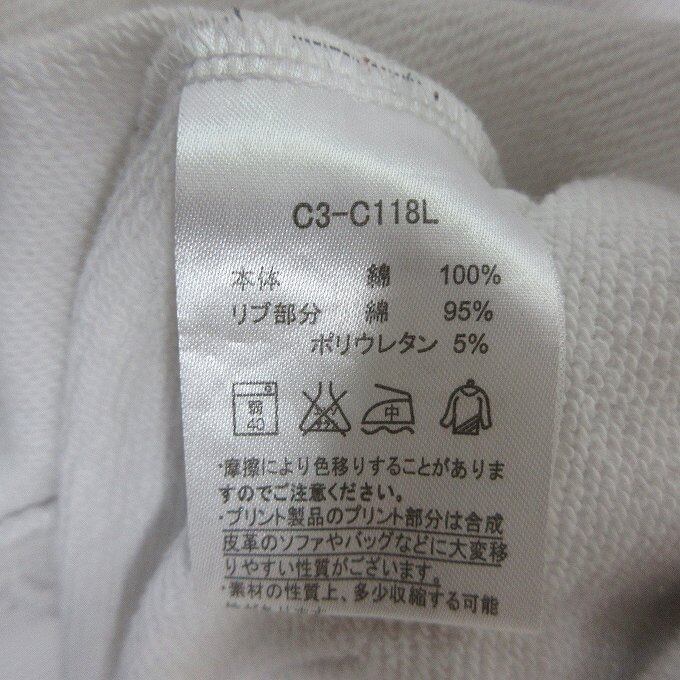 C3-C118L
本体 綿 100%
リブ部分 綿 95%
ポリウレタン 5%
弱 40 中
・摩擦により色移りすることがありま
すのでご注意ください。
・プリント製品のプリント部分は合成
皮革のソファやバッグなどに大変移
りやすい性質がございます。
・素材の性質上、多少収縮する可能